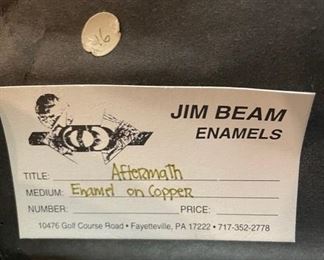 26
JIM BEAM
ENAMELS
TITLE: Aftermath
MEDIUM: Enamel on Copper
NUMBER: PRICE:
10476 Golf Course Road • Fayetteville, PA 17222 • 717-352-2778